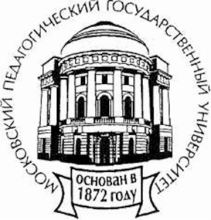 МОСКОВСКИЙ ПЕДАГОГИЧЕСКИЙ ГОСУДАРСТВЕННЫЙ УНИВЕРСИТЕТ
ОСНОВАН В
1872 ГОДУ